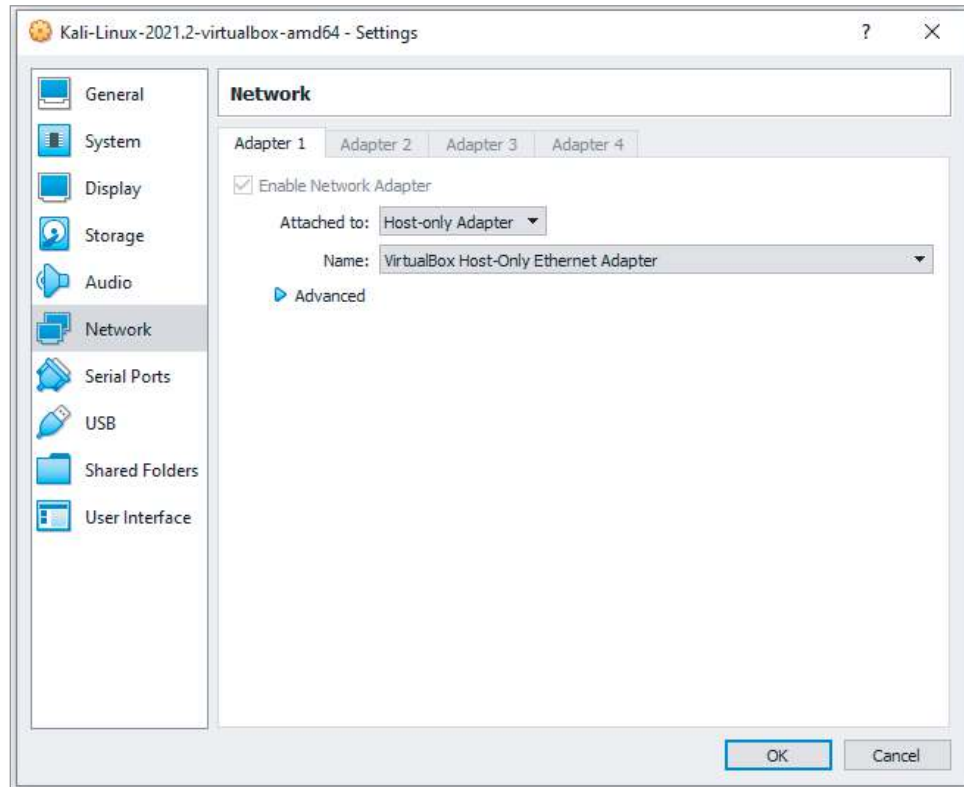 Kali-Linux-2021.2-virtualbox-amd64 - Settings
?
General
System
Display
Storage
Audio
Network
Serial Ports
USB
Shared Folders
User Interface
Network
Adapter 1 Adapter 2 Adapter 3 Adapter 4
Enable Network Adapter
Attached to: Host-only Adapter
Name: VirtualBox Host-Only Ethernet Adapter
Advanced
OK Cancel